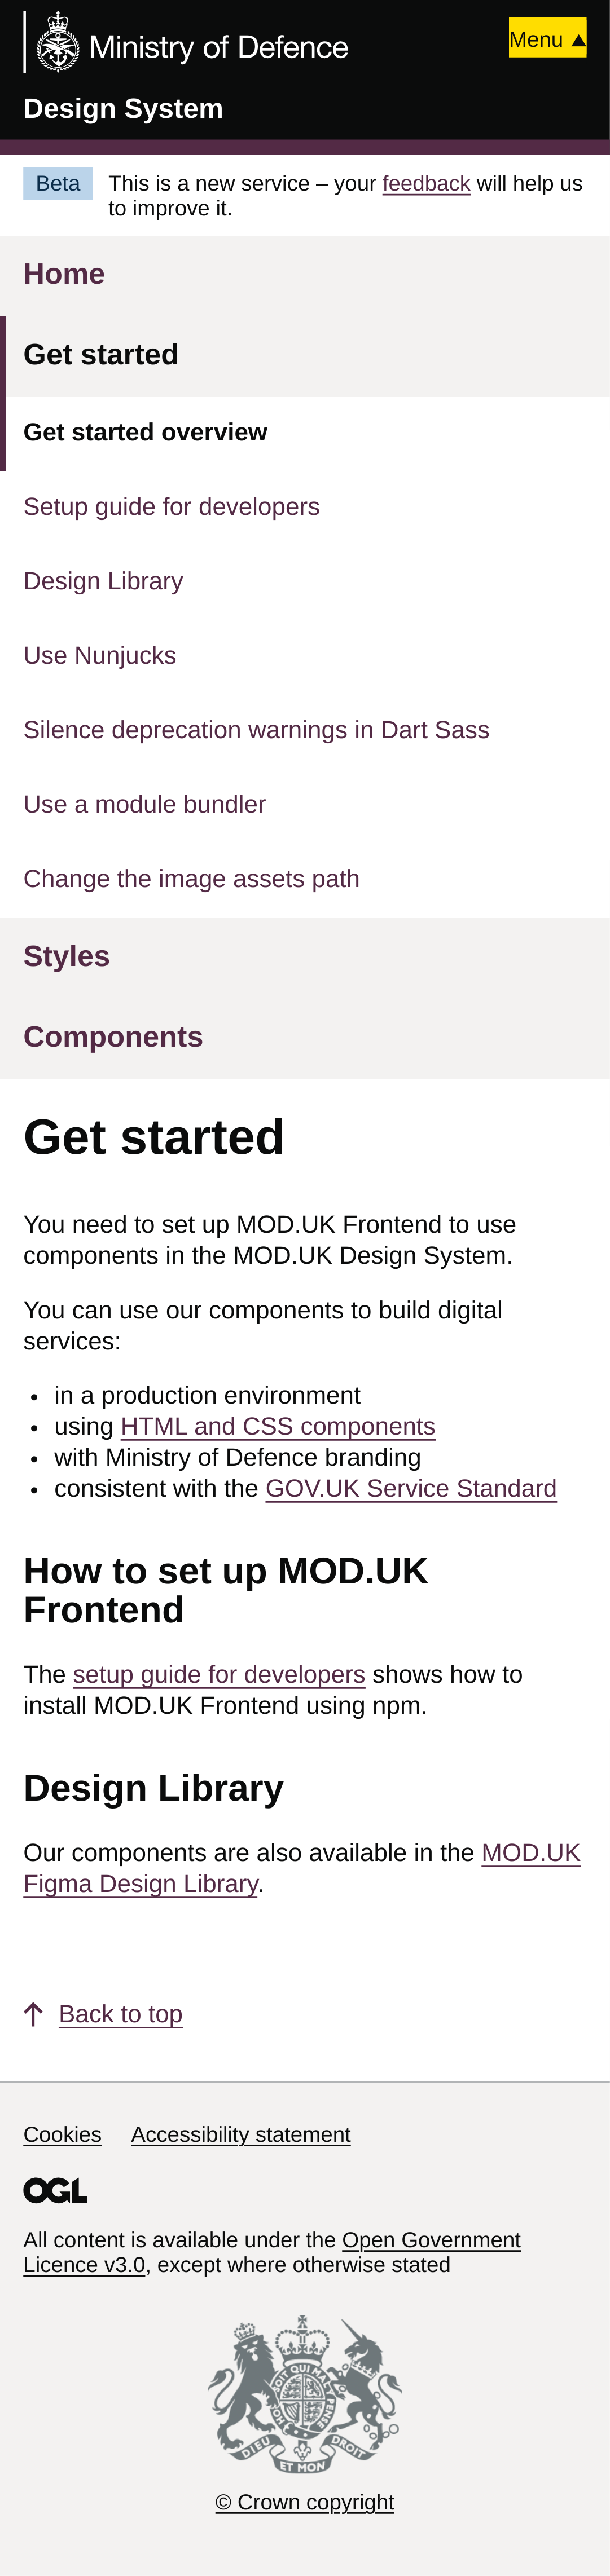 Ministry of Defence
Menu ▲
Design System
Beta
This is a new service – your feedback will help us
to improve it.
Home
Get started
Get started overview
Setup guide for developers
Design Library
Use Nunjucks
Silence deprecation warnings in Dart Sass
Use a module bundler
Change the image assets path
Styles
Components
Get started
You need to set up MOD.UK Frontend to use
components in the MOD.UK Design System.
You can use our components to build digital
services:
• in a production environment
• using HTML and CSS components
• with Ministry of Defence branding
• consistent with the GOV.UK Service Standard
How to set up MOD.UK
Frontend
The setup guide for developers shows how to
install MOD.UK Frontend using npm.
Design Library
Our components are also available in the MOD.UK
Figma Design Library.
Back to top
Cookies Accessibility statement
OGL
All content is available under the Open Government
Licence v3.0, except where otherwise stated
DIEU ET MON DROIT
© Crown copyright